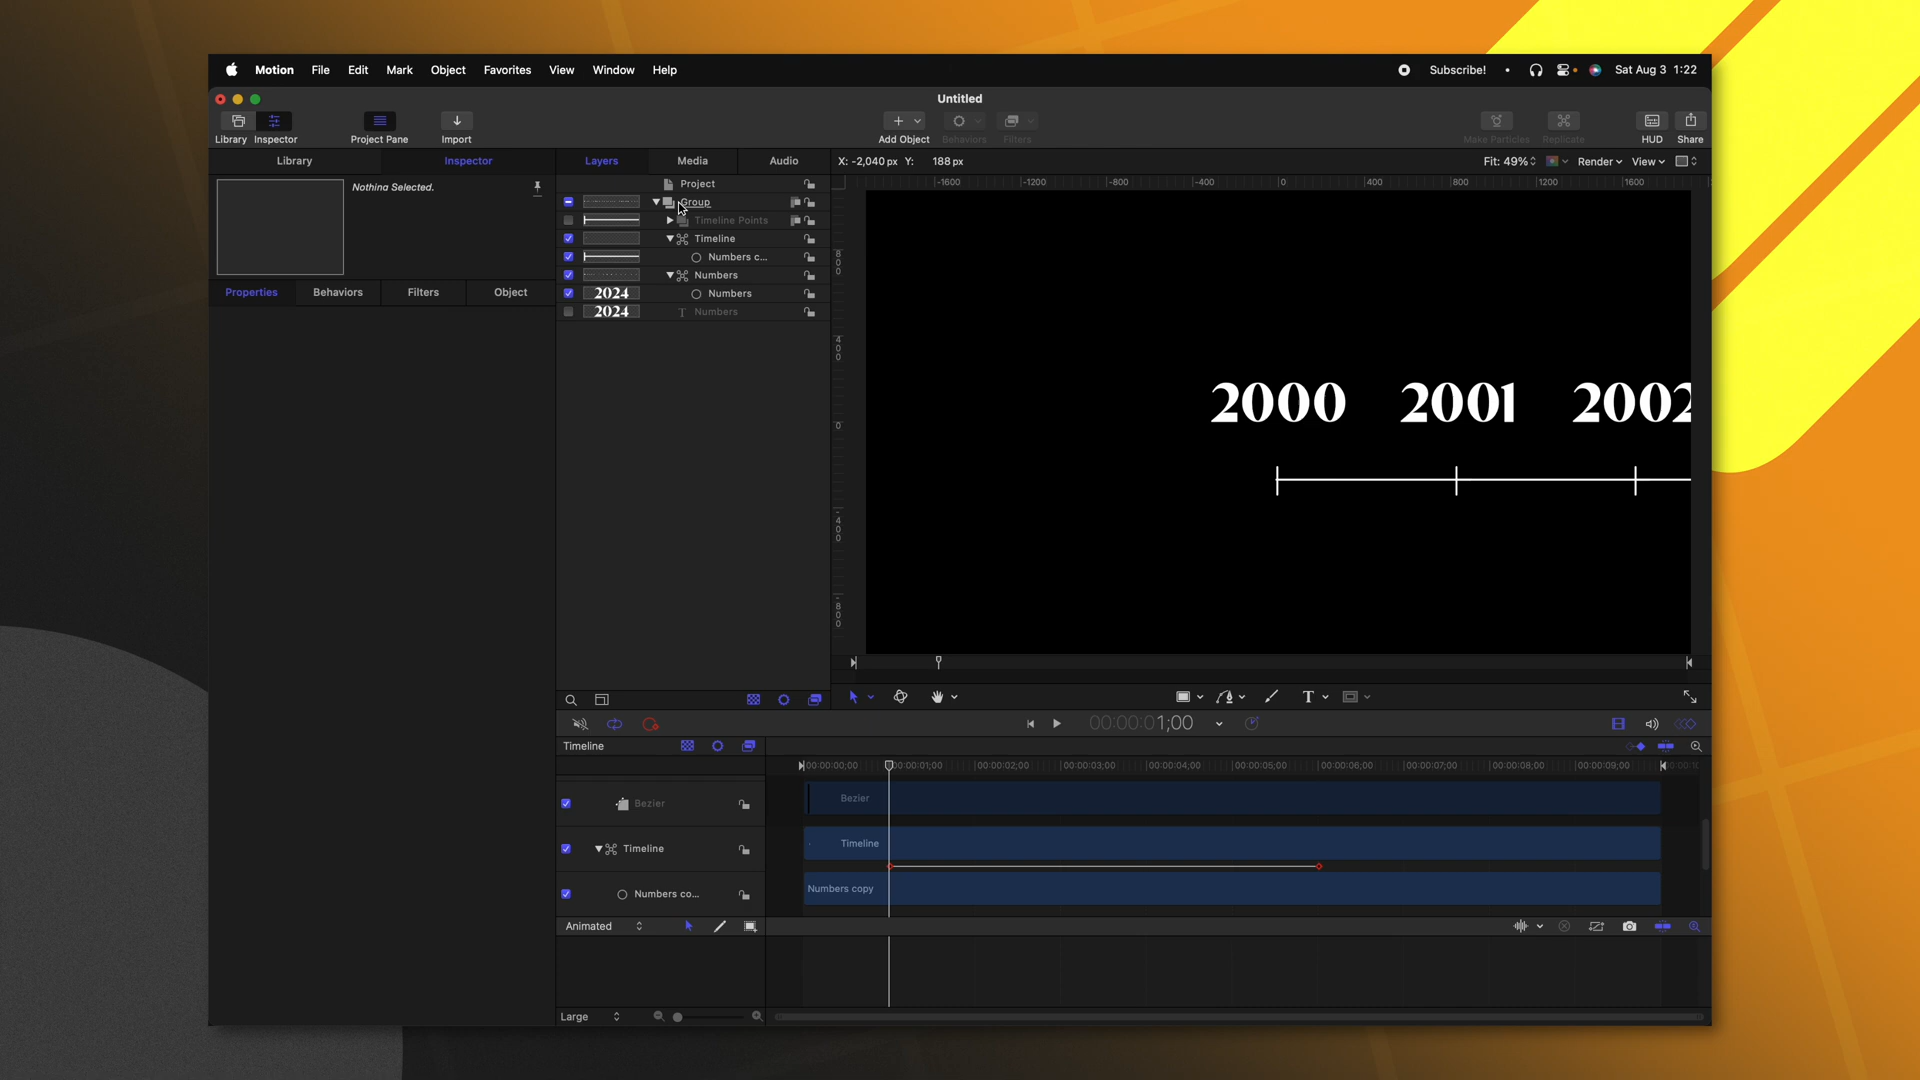 Motion File Edit Mark Object Favorites View Window Help Subscribe! • Sat Aug 3 1:22
Untitled
Library Inspector Project Pane Import Add Object Behaviors Filters Make Particles Replicate HUD Share
Library Inspector Layers Media Audio X: -2,040 px Y: 188 px Fit: 49% Render View
Nothing Selected.
Properties Behaviors Filters Object
Project
Group
Timeline Points
Timeline
Numbers c...
Numbers
2024 Numbers
2024 T Numbers
-1600 -1200 -800 -400 0 400 800 1200 1600
800
400
0
-400
-800
2000 2001 2002
T
00:00:01;00
Timeline
00:00:00;00 00:00:01;00 00:00:02;00 00:00:03;00 00:00:04;00 00:00:05;00 00:00:06;00 00:00:07;00 00:00:08;00 00:00:09;00
Bezier Bezier
Timeline Timeline
Numbers co... Numbers copy
Animated
Large